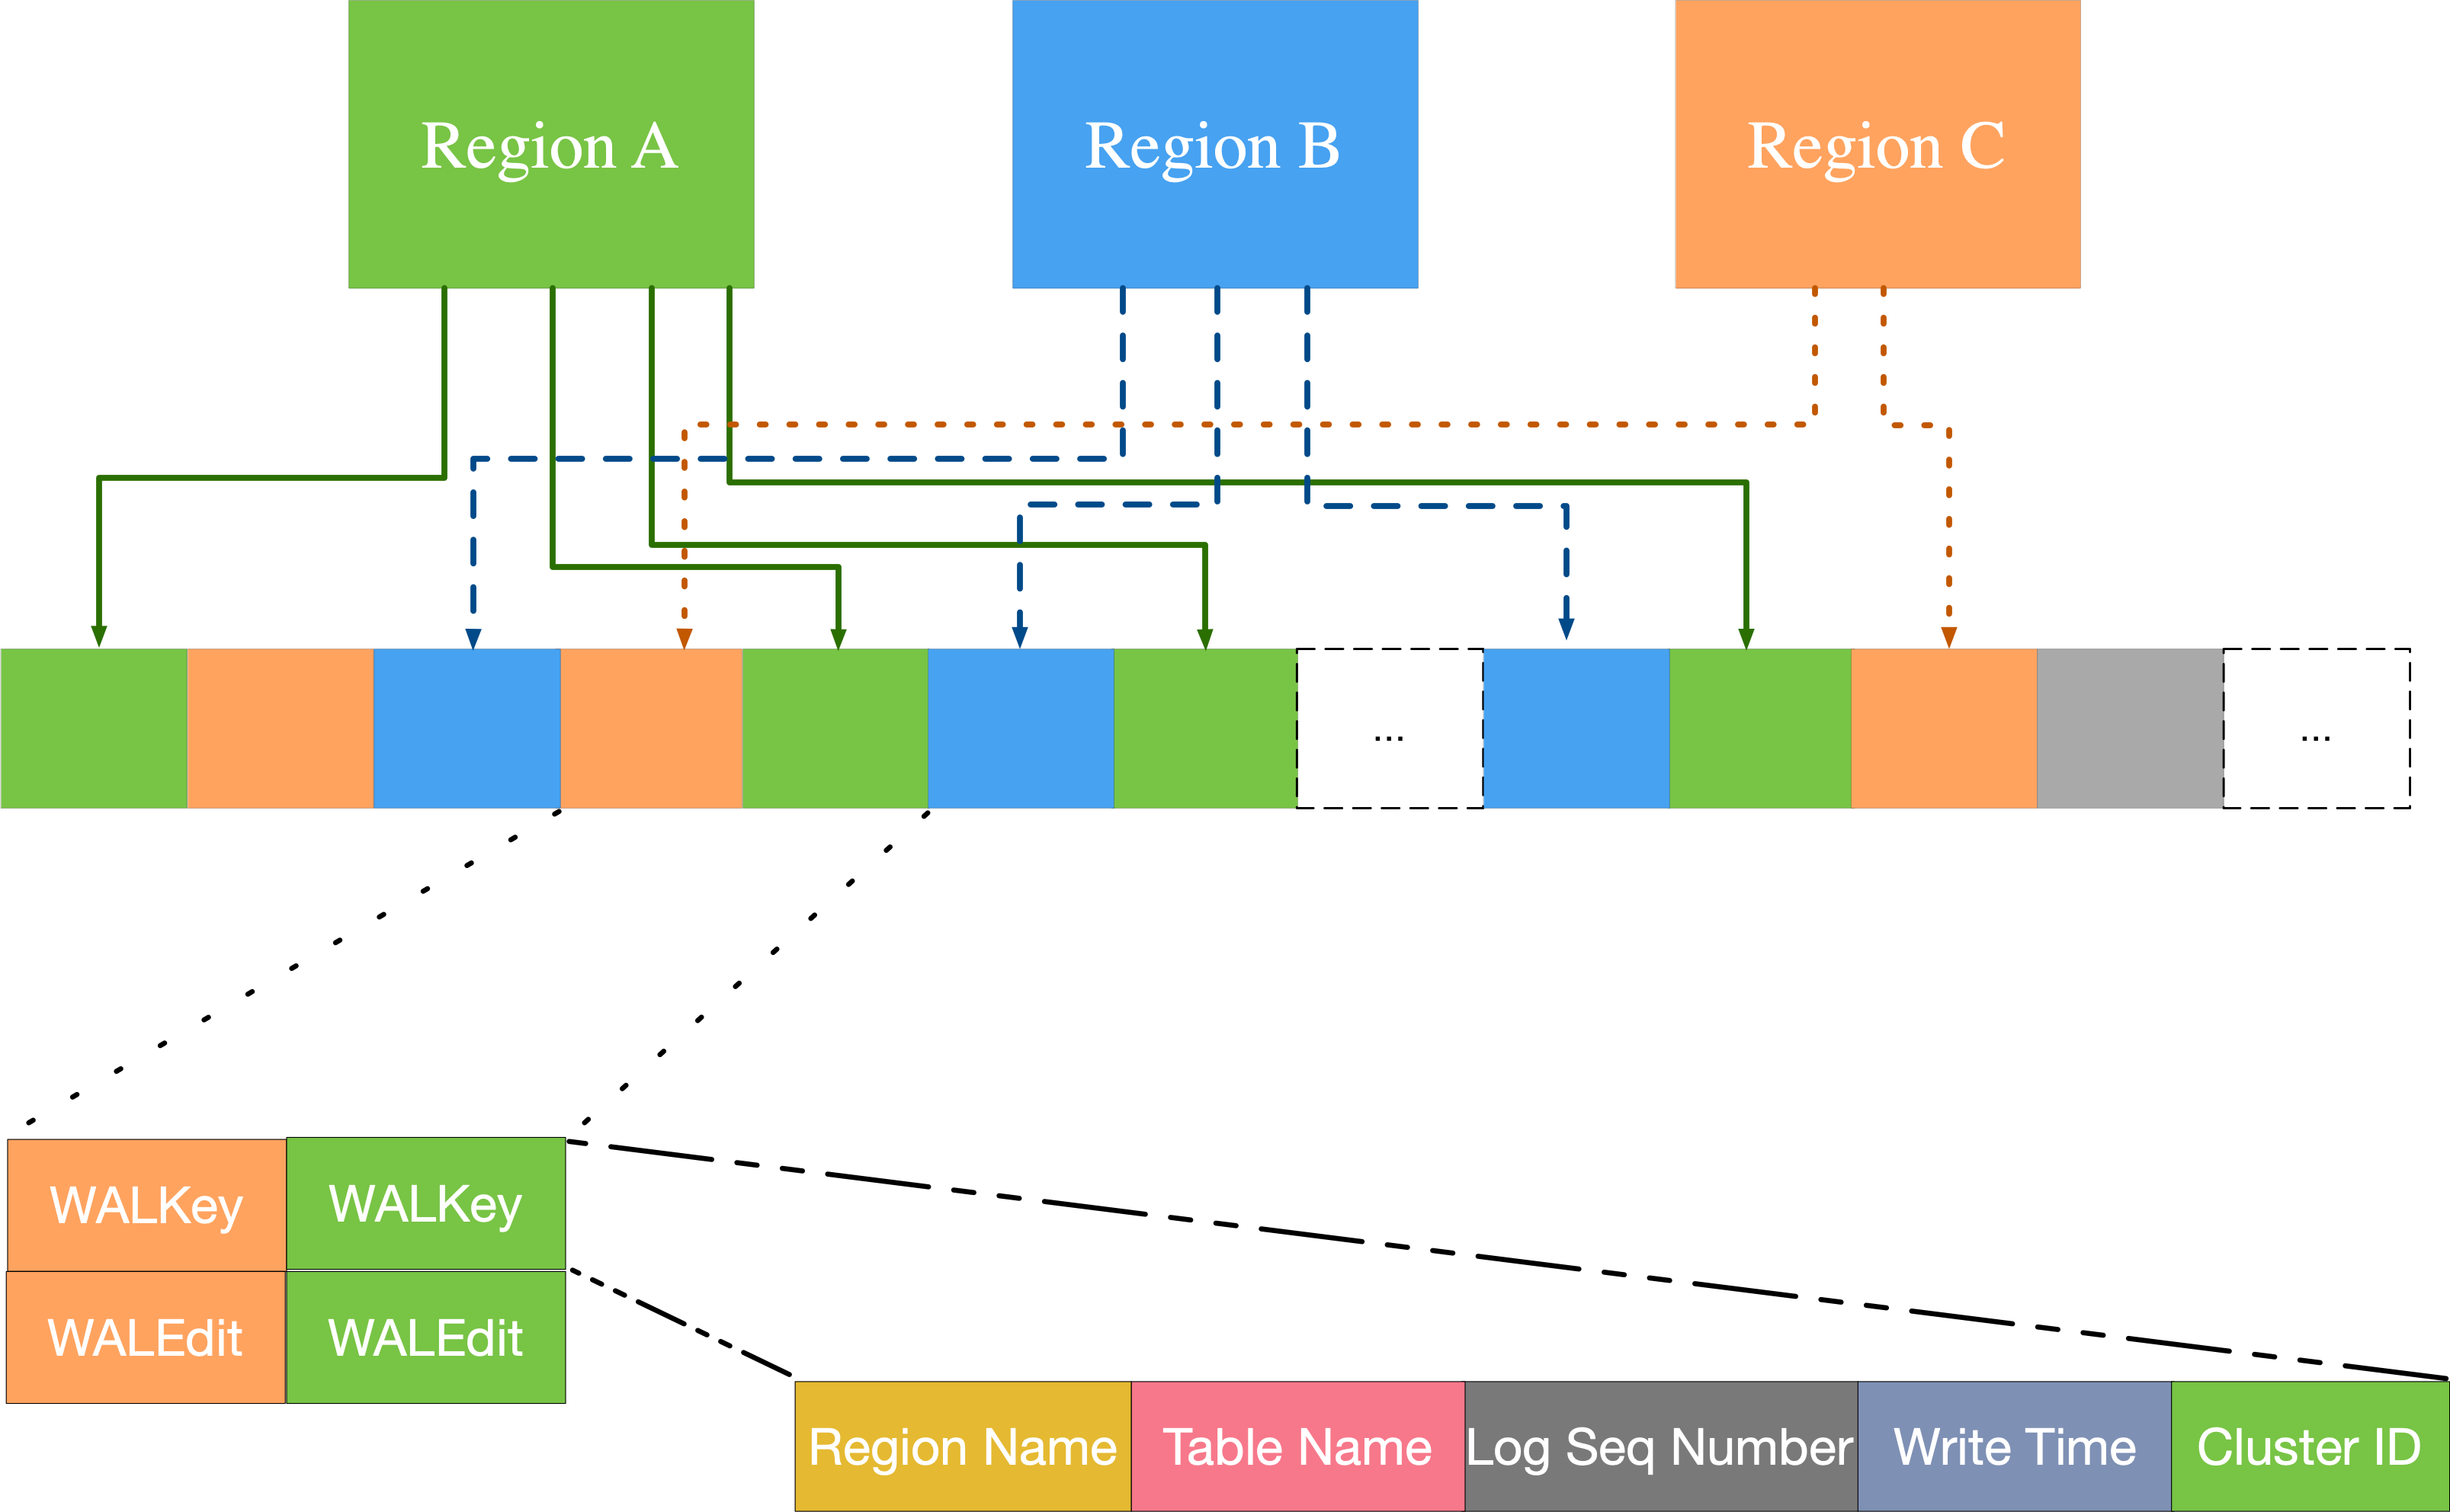 Region A
Region B
Region C
...
...
WALKey
WALKey
WALEdit
WALEdit
Region Name
Table Name
Log Seq Number
Write Time
Cluster ID